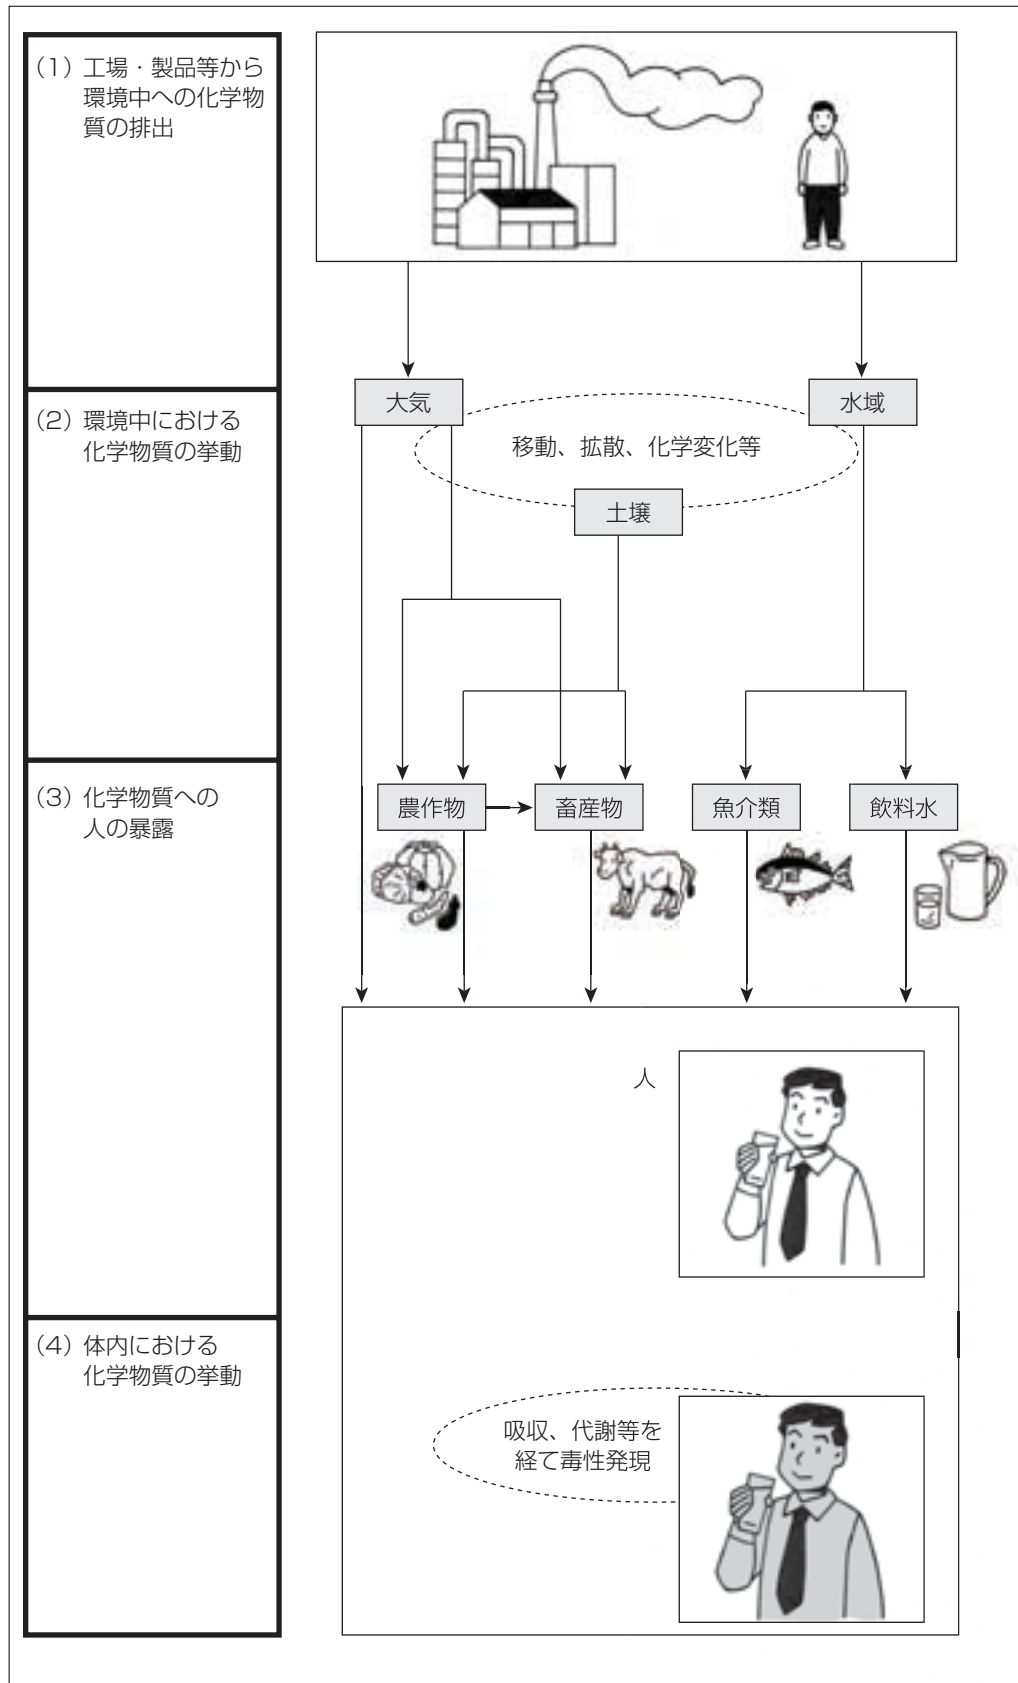 (1) 工場・製品等から
環境中への化学物
質の排出
大気
水域
(2) 環境中における
化学物質の挙動
移動、拡散、化学変化等
土壌
(3) 化学物質への
人の暴露
農作物
畜産物
魚介類
飲料水
人
(4) 体内における
化学物質の挙動
吸収、代謝等を
経て毒性発現